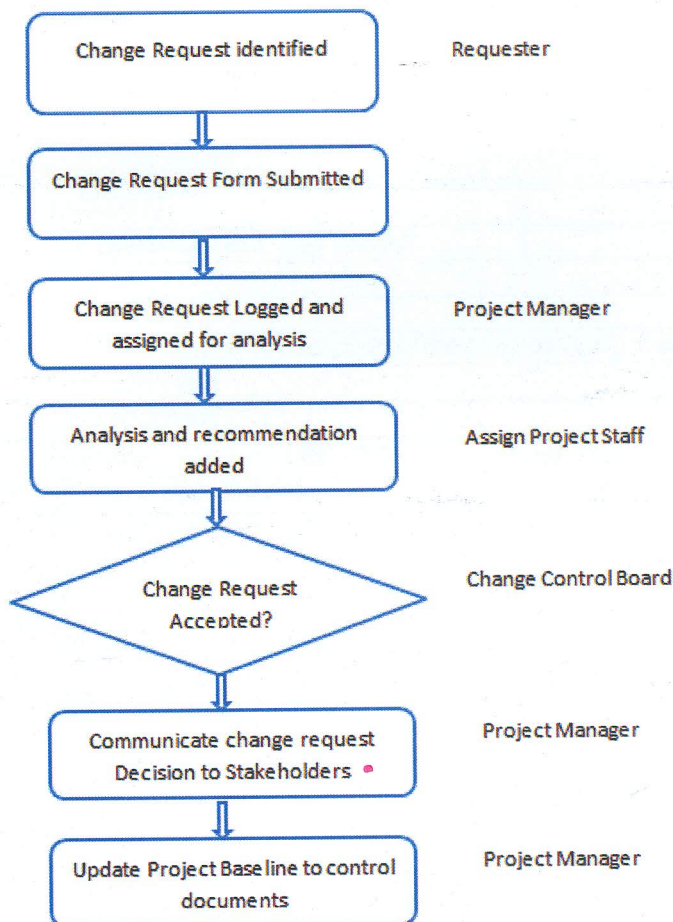 Change Request identified
Requester
Change Request Form Submitted
Change Request Logged and
assigned for analysis
Project Manager
Analysis and recommendation
added
Assign Project Staff
Change Request
Accepted?
Change Control Board
Communicate change request
Decision to Stakeholders
Project Manager
Update Project Baseline to control
documents
Project Manager